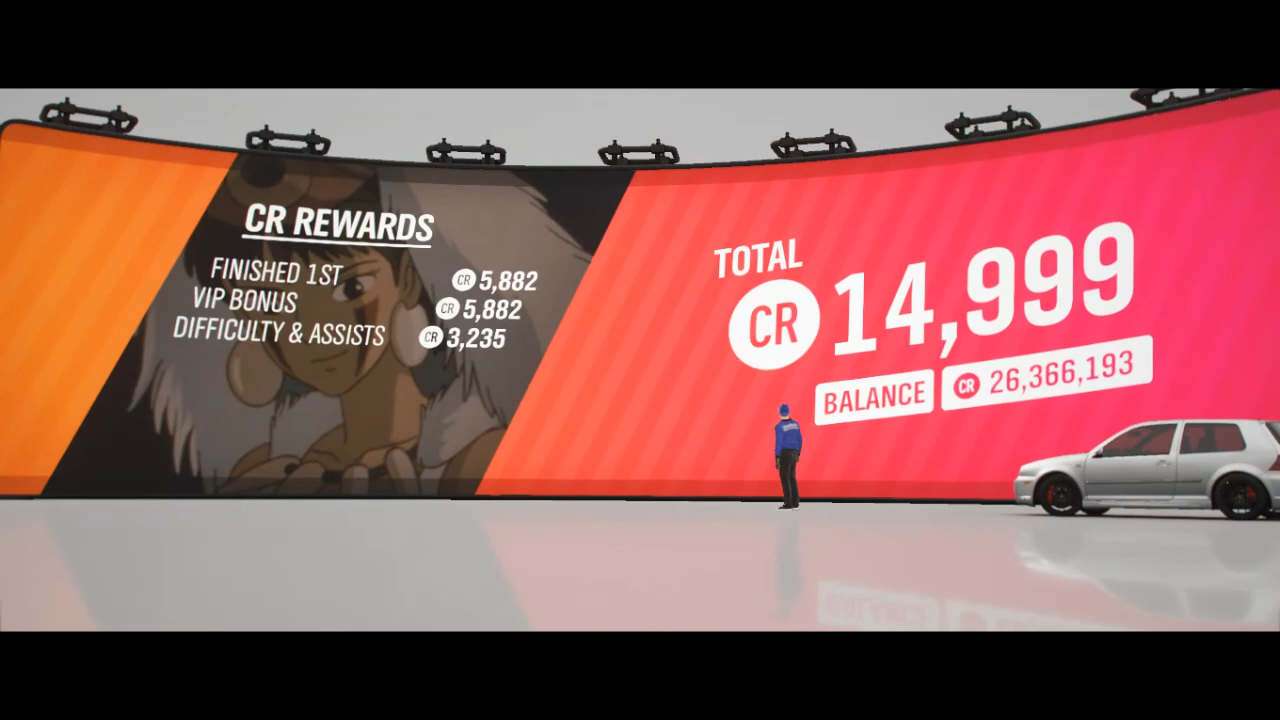 CR REWARDS
FINISHED 1ST CR 5,882
VIP BONUS CR 5,882
DIFFICULTY & ASSISTS CR 3,235
TOTAL
CR 14,999
BALANCE CR 26,366,193